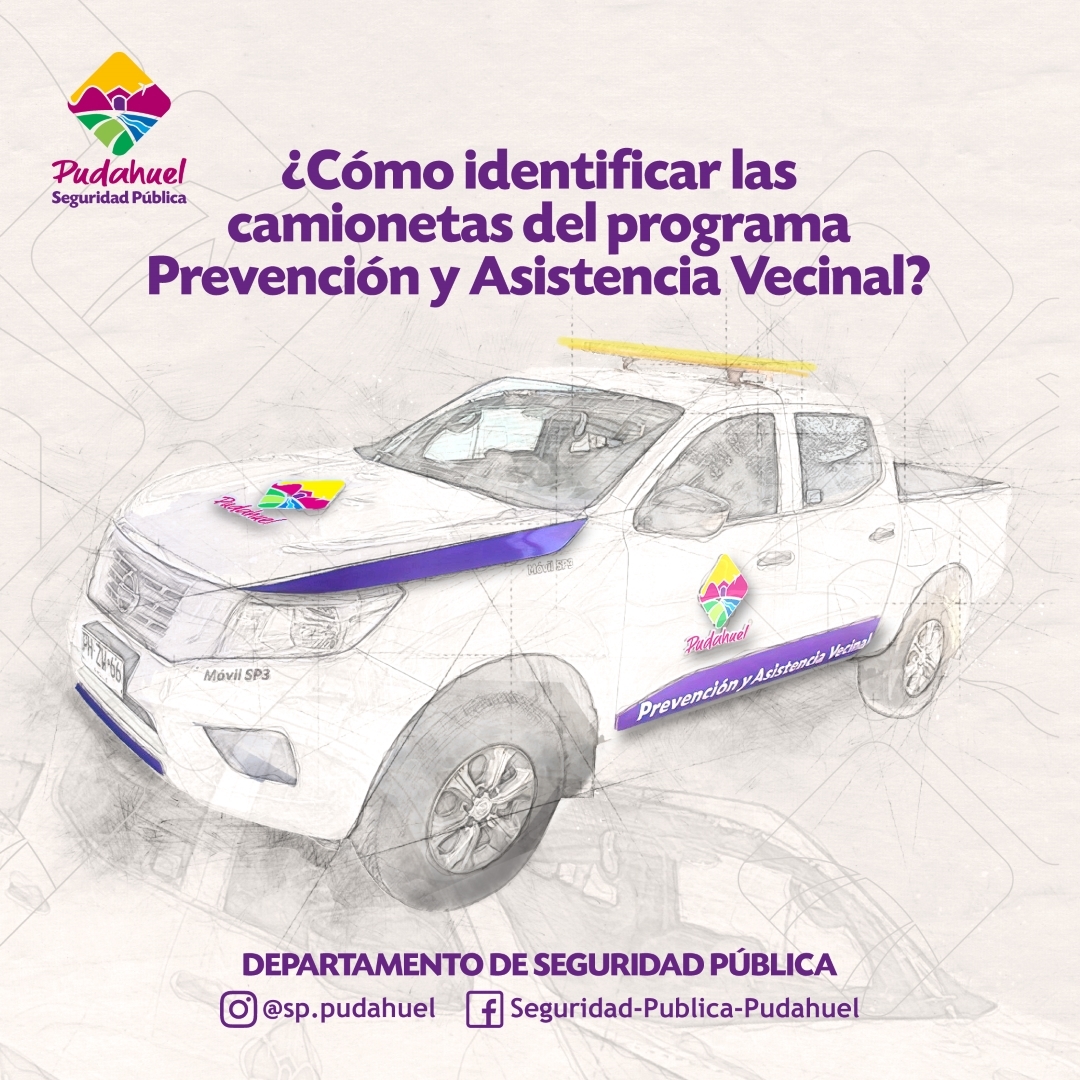 Pudahuel
Seguridad Pública
¿Cómo identificar las
camionetas del programa
Prevención y Asistencia Vecinal?
Pudahuel
Móvil SP3
Pudahuel
Prevención y Asistencia Vecinal
Móvil SP3
DEPARTAMENTO DE SEGURIDAD PÚBLICA
@sp.pudahuel
Seguridad-Publica-Pudahuel